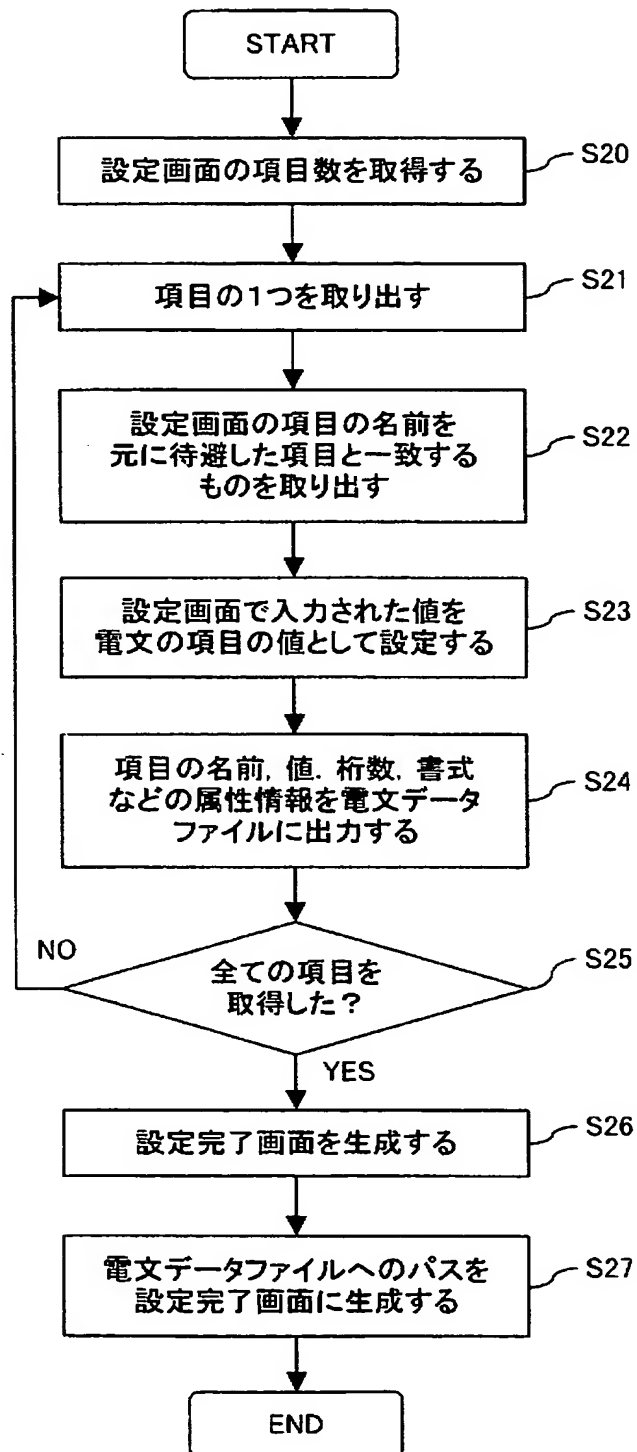 START
設定画面の項目数を取得する
S20
項目の1つを取り出す
S21
設定画面の項目の名前を
元に待避した項目と一致する
ものを取り出す
S22
設定画面で入力された値を
電文の項目の値として設定する
S23
項目の名前, 値. 桁数, 書式
などの属性情報を電文データ
ファイルに出力する
S24
NO
全ての項目を
取得した?
S25
YES
設定完了画面を生成する
S26
電文データファイルへのパスを
設定完了画面に生成する
S27
END